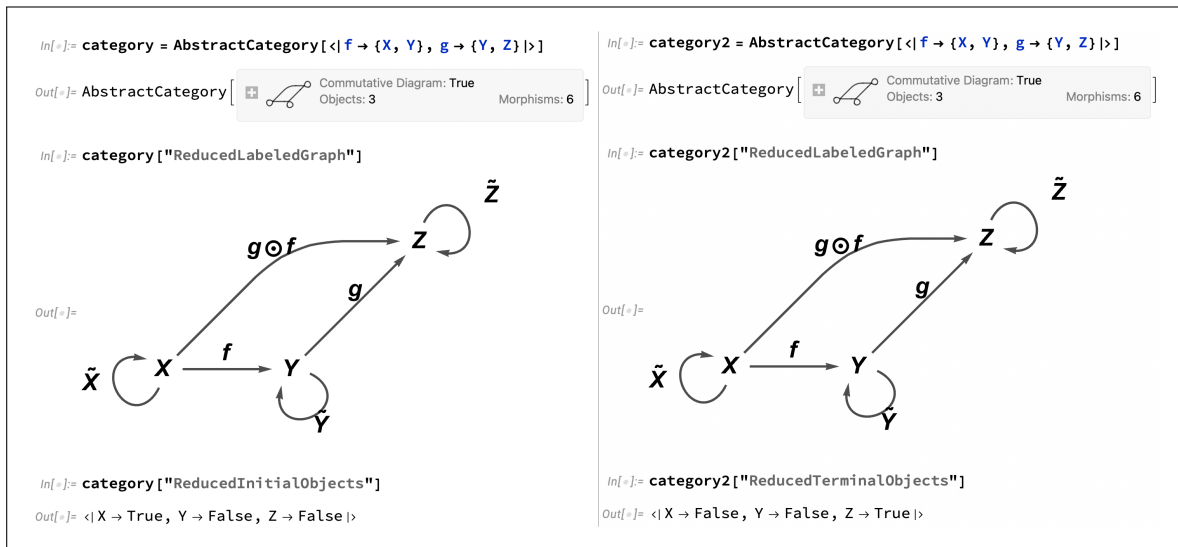 In[∘]:= category = AbstractCategory[<|f → {X, Y}, g → {Y, Z}|>]
Out[∘]= AbstractCategory[ Commutative Diagram: True
Objects: 3 Morphisms: 6 ]
In[∘]:= category["ReducedLabeledGraph"]
Z̃
g⊙f
Z
g
Out[∘]=
f
X̃ X Y
Ỹ
In[∘]:= category["ReducedInitialObjects"]
Out[∘]= <|X → True, Y → False, Z → False|>
In[∘]:= category2 = AbstractCategory[<|f → {X, Y}, g → {Y, Z}|>]
Out[∘]= AbstractCategory[ Commutative Diagram: True
Objects: 3 Morphisms: 6 ]
In[∘]:= category2["ReducedLabeledGraph"]
Z̃
g⊙f
Z
g
Out[∘]=
f
X̃ X Y
Ỹ
In[∘]:= category2["ReducedTerminalObjects"]
Out[∘]= <|X → False, Y → False, Z → True|>